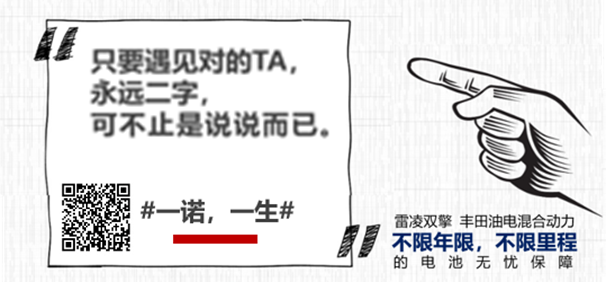 只要遇见对的TA，
永远二字，
可不止是说说而已。
#一诺，一生#
雷凌双擎 丰田油电混合动力
不限年限，不限里程
的电池无忧保障